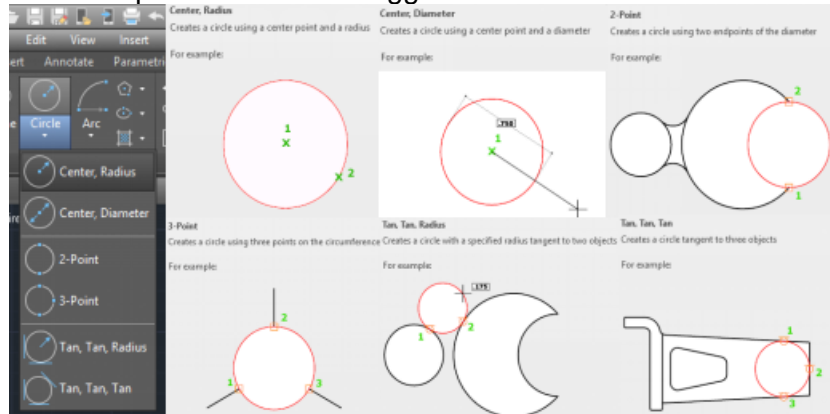 Edit View Insert
Annotate Parametri
Circle Arc
Center, Radius
Center, Diameter
2-Point
3-Point
Tan, Tan, Radius
Tan, Tan, Tan
Center, Radius
Creates a circle using a center point and a radius
For example:
1
2
Center, Diameter
Creates a circle using a center point and a diameter
For example:
.750
1
2-Point
Creates a circle using two endpoints of the diameter
For example:
2
1
3-Point
Creates a circle using three points on the circumference
For example:
2
1 3
Tan, Tan, Radius
Creates a circle with a specified radius tangent to two objects
For example:
.175
1 2
Tan, Tan, Tan
Creates a circle tangent to three objects
For example:
1
2
3